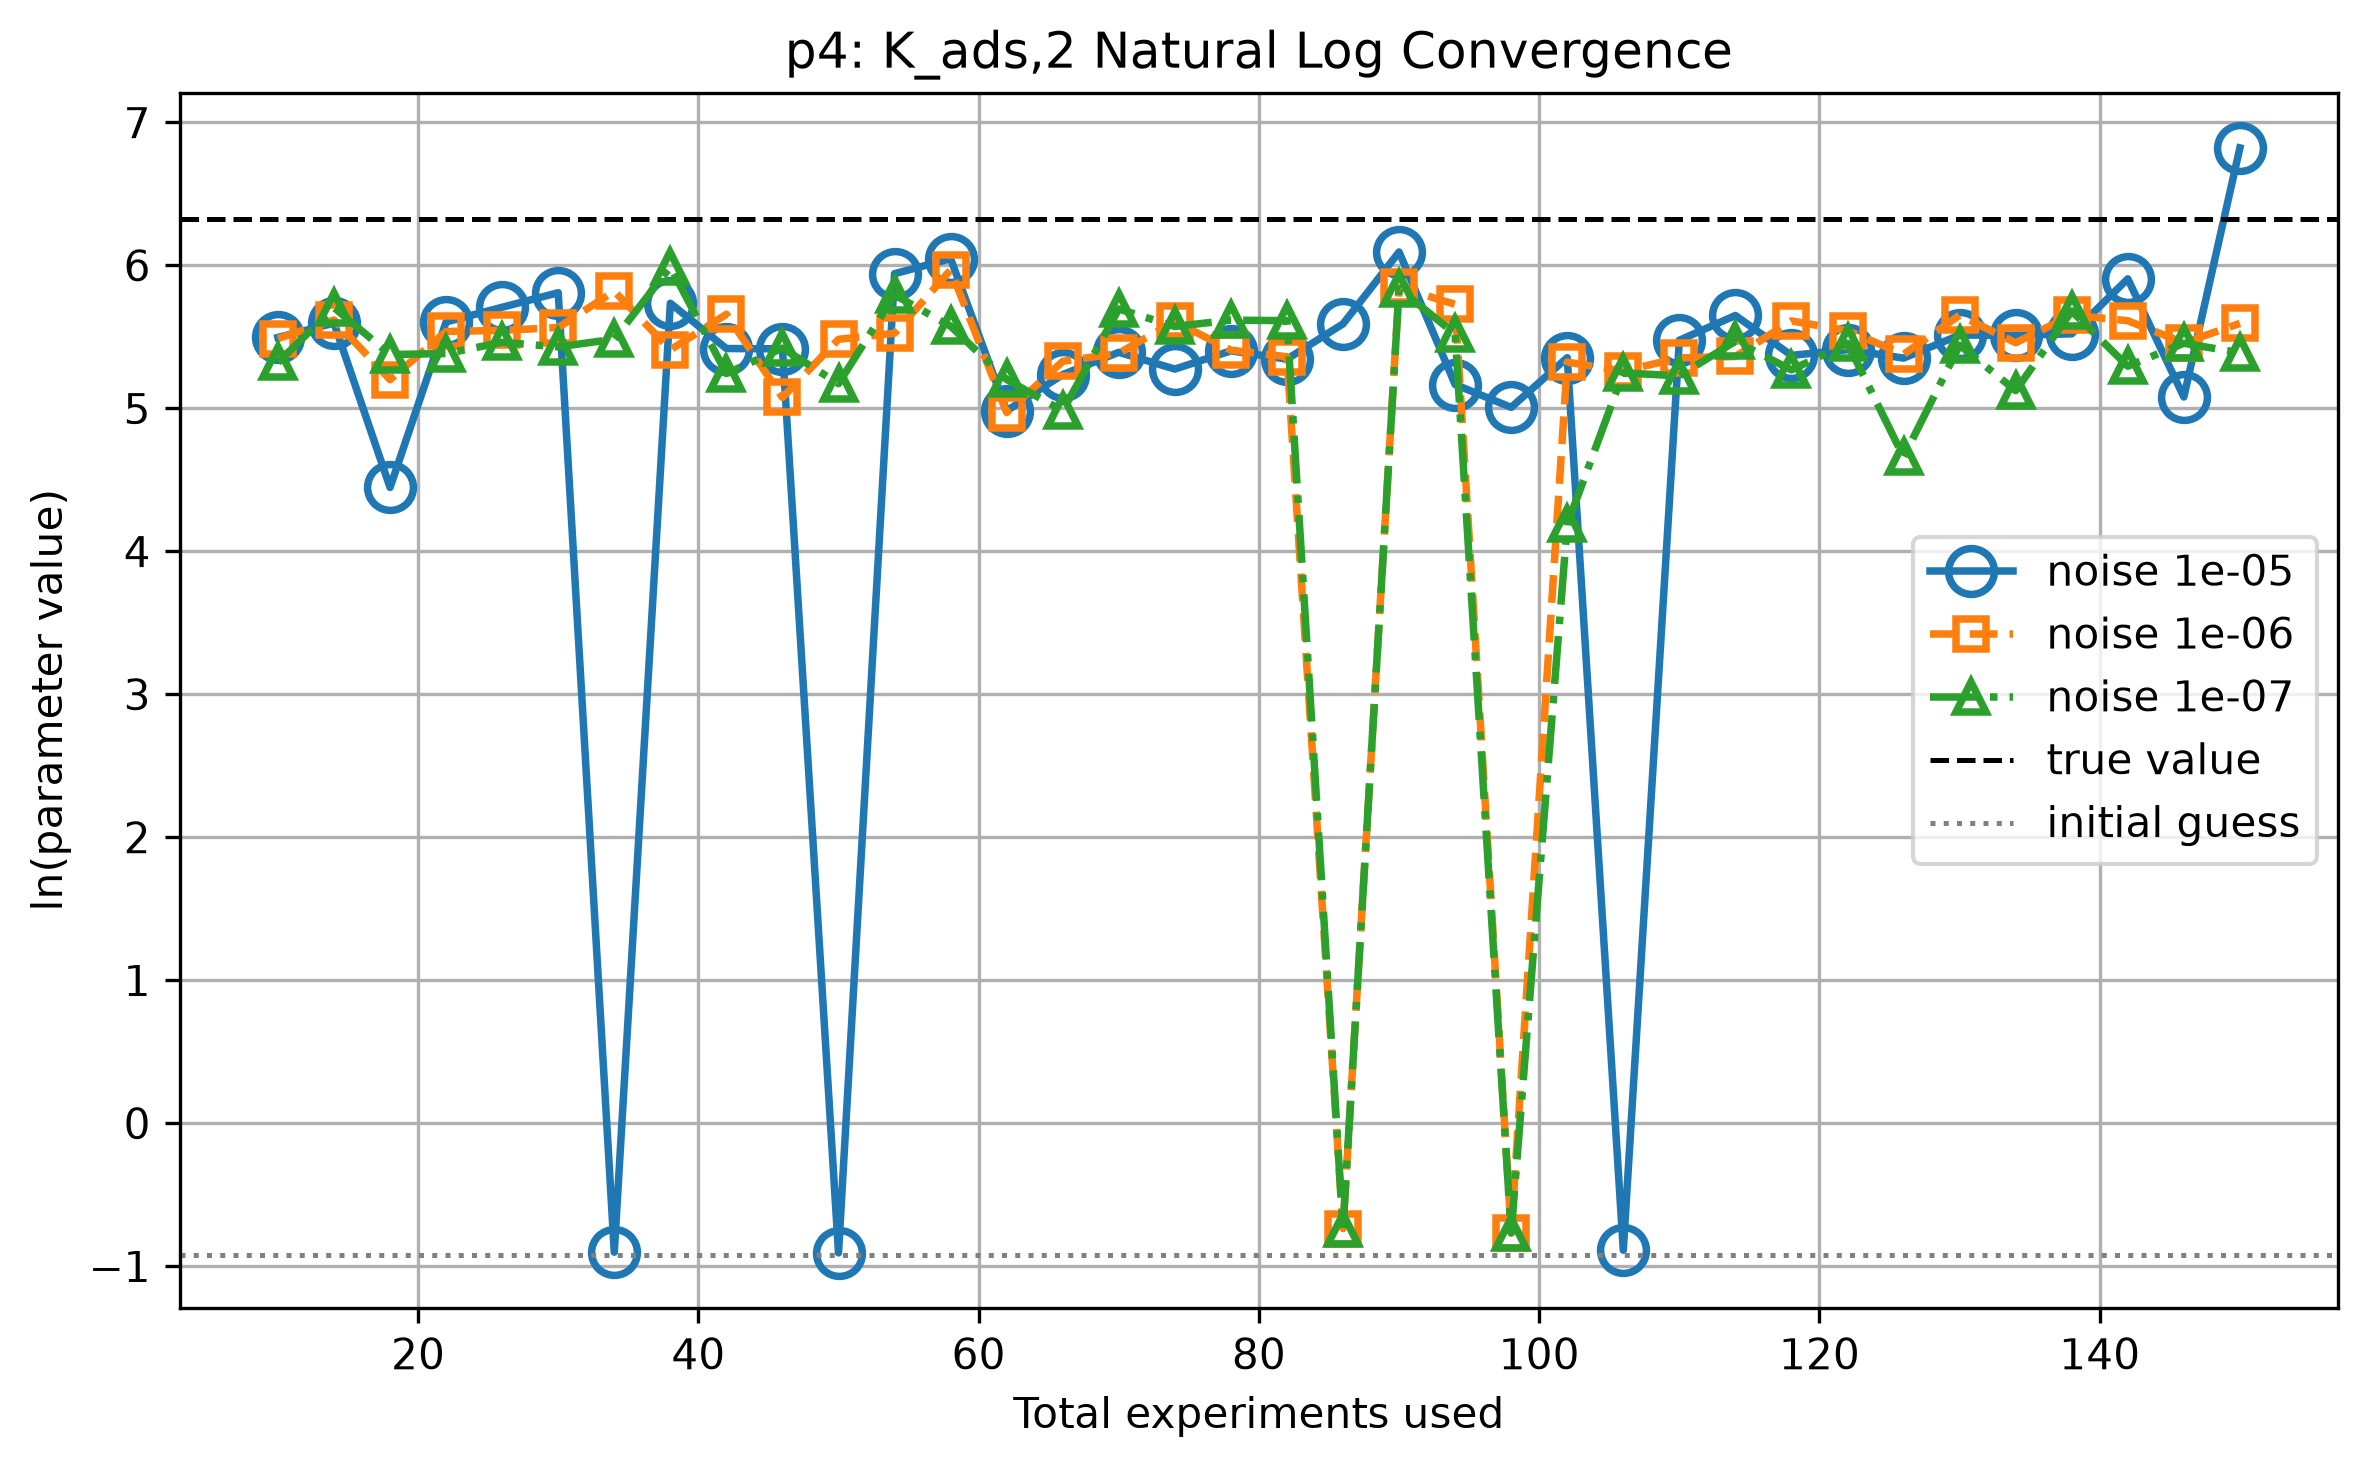 p4: K_ads,2 Natural Log Convergence
7
6
5
4
3
2
1
0
−1
ln(parameter value)
noise 1e-05
noise 1e-06
noise 1e-07
true value
initial guess
20 40 60 80 100 120 140
Total experiments used